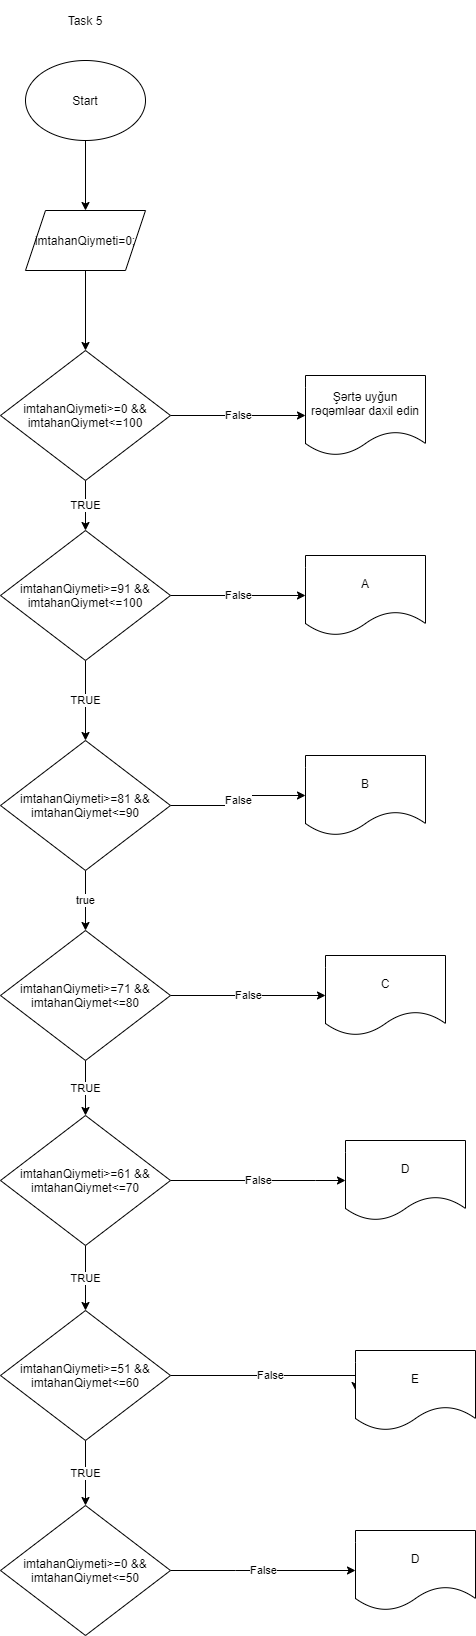 Task 5
Start
imtahanQiymeti=0;
imtahanQiymeti>=0 &&
imtahanQiymet<=100
False
Şərtə uyğun
rəqəmləar daxil edin
TRUE
imtahanQiymeti>=91 &&
imtahanQiymet<=100
False
A
TRUE
imtahanQiymeti>=81 &&
imtahanQiymet<=90
False
B
true
imtahanQiymeti>=71 &&
imtahanQiymet<=80
False
C
TRUE
imtahanQiymeti>=61 &&
imtahanQiymet<=70
False
D
TRUE
imtahanQiymeti>=51 &&
imtahanQiymet<=60
False
E
TRUE
imtahanQiymeti>=0 &&
imtahanQiymet<=50
False
D